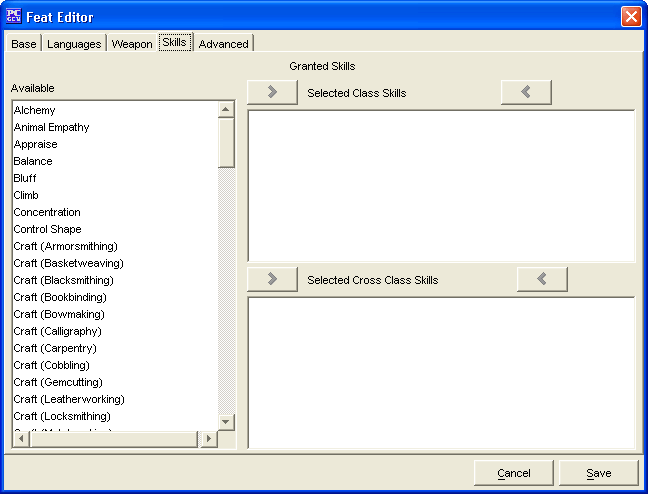 PC GEN Feat Editor
Base Languages Weapon Skills Advanced
Granted Skills
Available
Selected Class Skills
Alchemy
Animal Empathy
Appraise
Balance
Bluff
Climb
Concentration
Control Shape
Craft (Armorsmithing)
Craft (Basketweaving)
Craft (Blacksmithing)
Craft (Bookbinding)
Craft (Bowmaking)
Craft (Calligraphy)
Craft (Carpentry)
Craft (Cobbling)
Craft (Gemcutting)
Craft (Leatherworking)
Craft (Locksmithing)
Selected Cross Class Skills
Cancel Save